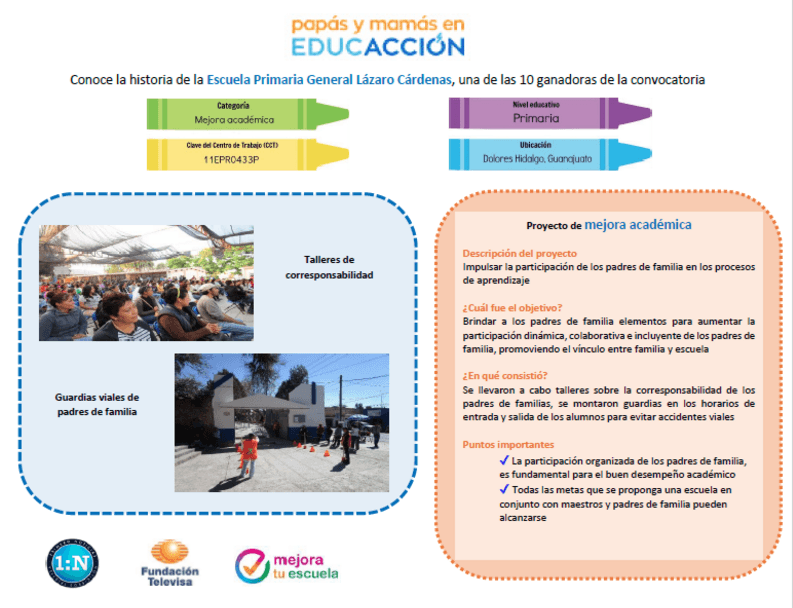 papás y mamás en
EDUCACCIÓN
Conoce la historia de la Escuela Primaria General Lázaro Cárdenas, una de las 10 ganadoras de la convocatoria
Categoría
Mejora académica
Nivel educativo
Primaria
Clave del Centro de Trabajo (CCT)
11EPR0433P
Ubicación
Dolores Hidalgo, Guanajuato
Talleres de
corresponsabilidad
Guardias viales de
padres de familia
Proyecto de mejora académica
Descripción del proyecto
Impulsar la participación de los padres de familia en los procesos
de aprendizaje
¿Cuál fue el objetivo?
Brindar a los padres de familia elementos para aumentar la
participación dinámica, colaborativa e incluyente de los padres de
familia, promoviendo el vínculo entre familia y escuela
¿En qué consistió?
Se llevaron a cabo talleres sobre la corresponsabilidad de los
padres de familias, se montaron guardias en los horarios de
entrada y salida de los alumnos para evitar accidentes viales
Puntos importantes
✓ La participación organizada de los padres de familia,
es fundamental para el buen desempeño académico
✓ Todas las metas que se proponga una escuela en
conjunto con maestros y padres de familia pueden
alcanzarse
1:N
Fundación
Televisa
mejora
tu escuela